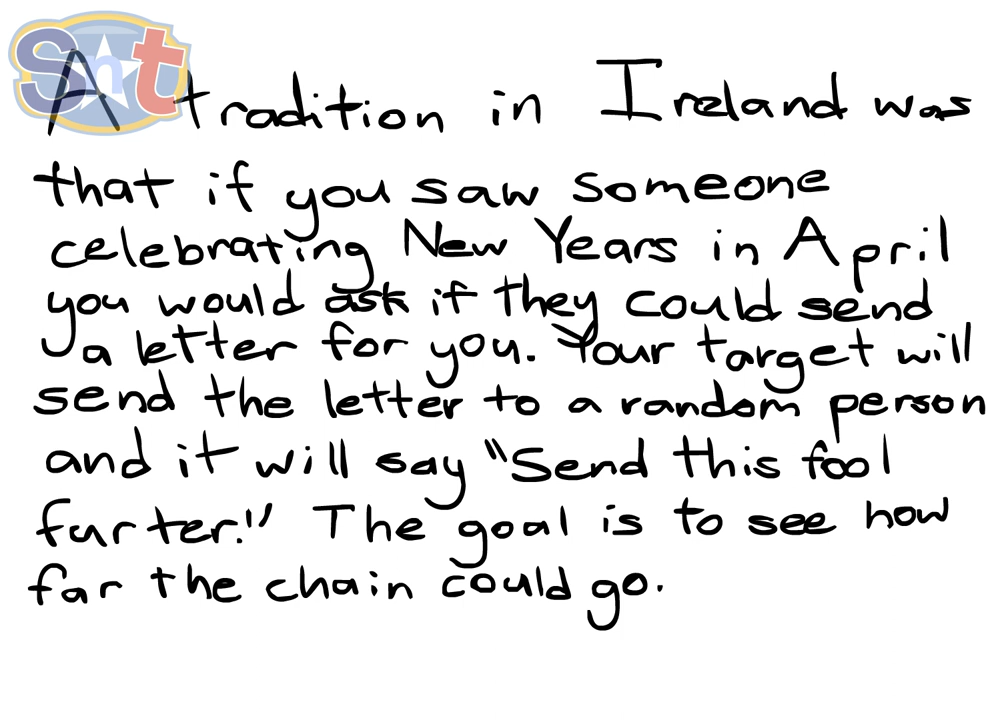 Snt
A tradition in Ireland was
that if you saw someone
celebrating New Years in April
you would ask if they could send
a letter for you. Your target will
send the letter to a random person
and it will say "Send this fool
furter!" The goal is to see how
far the chain could go.